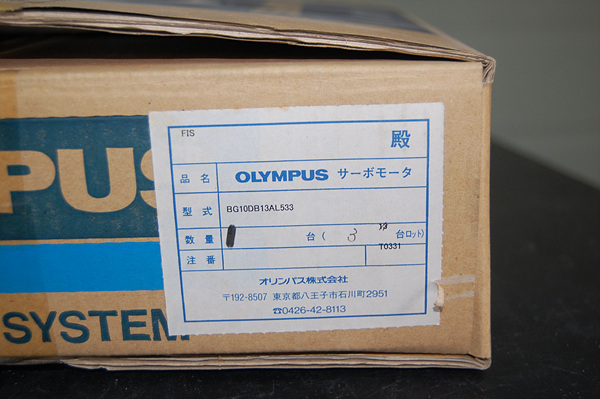 FIS
殿
品名 OLYMPUS サーボモータ
型式 BG10DB13AL533
数量 1 台( 3 台ロット)
T0331
注番
オリンパス株式会社
〒192-8507 東京都八王子市石川町2951
☎0426-42-8113
PUS
SYSTEM